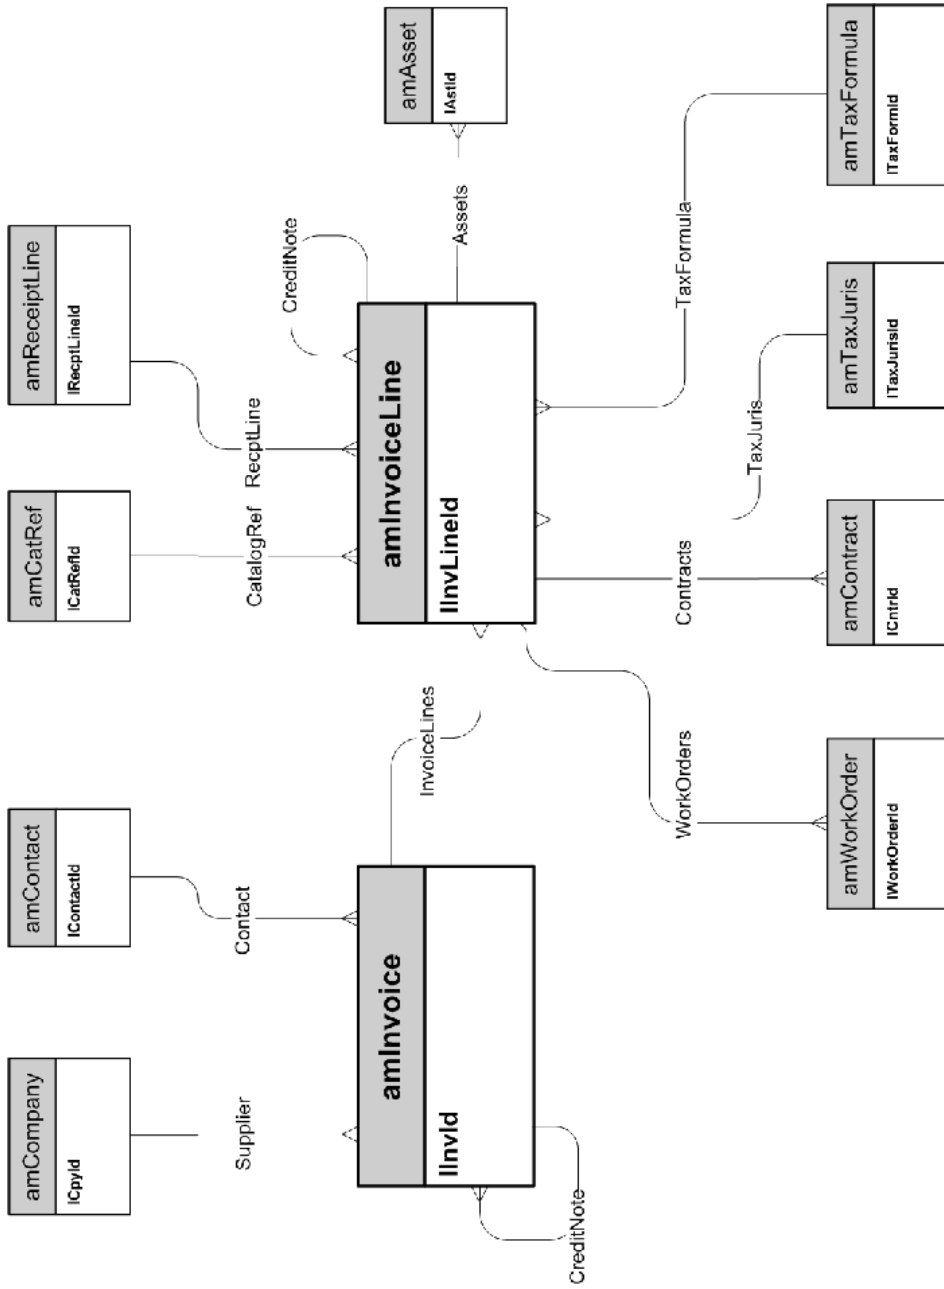 amCompany
lCpyId
amContact
lContactId
amCatRef
lCatRefId
amReceiptLine
lRecptLineId
Supplier
Contact
CatalogRef
RecptLine
CreditNote
amInvoice
lInvId
InvoiceLines
amInvoiceLine
lInvLineId
Assets
amAsset
lAstId
CreditNote
WorkOrders
Contracts
TaxJuris
TaxFormula
amWorkOrder
lWorkOrderId
amContract
lCntrId
amTaxJuris
lTaxJurisId
amTaxFormula
lTaxFormId